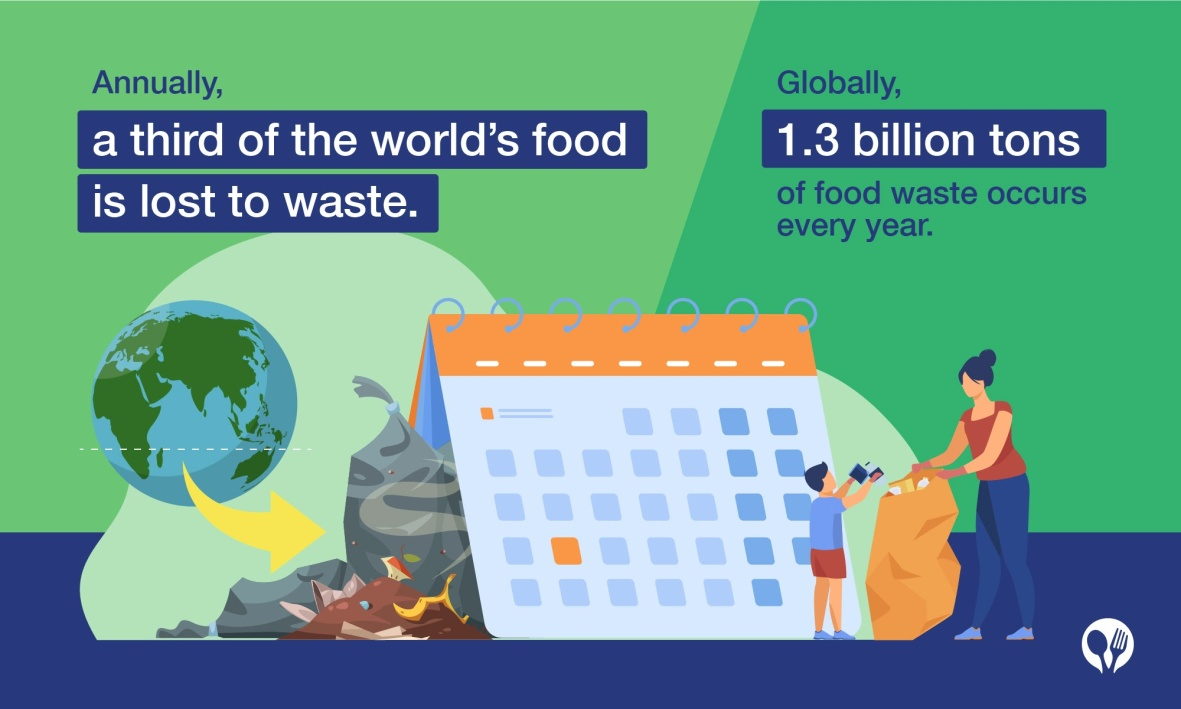 Annually,
a third of the world's food
is lost to waste.
Globally,
1.3 billion tons
of food waste occurs
every year.